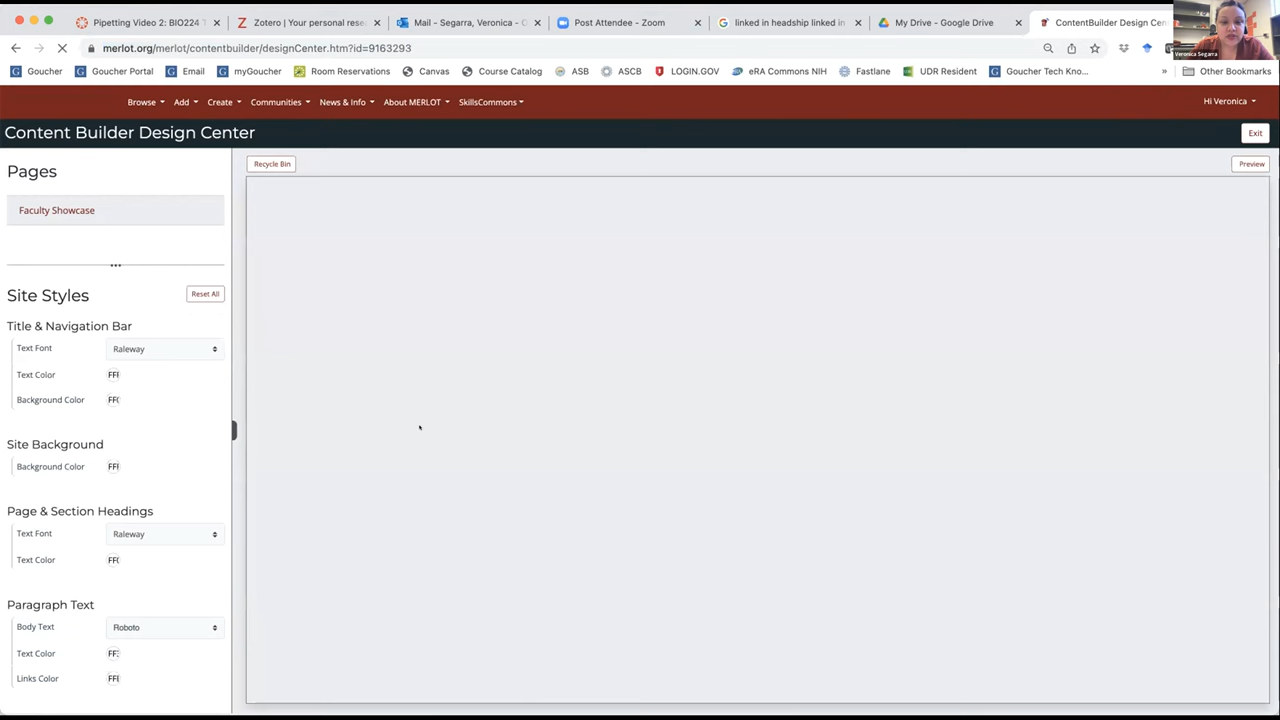 Pipetting Video 2: BIO224 T
Zotero | Your personal rese
Mail - Segarra, Veronica - O
Post Attendee - Zoom
linked in headship linked in
My Drive - Google Drive
ContentBuilder Design Cen
merlot.org/merlot/contentbuilder/designCenter.htm?id=9163293
Veronica Segarra
Goucher
Goucher Portal
Email
myGoucher
Room Reservations
Canvas
Course Catalog
ASB
ASCB
LOGIN.GOV
eRA Commons NIH
Fastlane
UDR Resident
Goucher Tech Kno...
»
Other Bookmarks
Browse
Add
Create
Communities
News & Info
About MERLOT
SkillsCommons
Hi Veronica
Content Builder Design Center
Exit
Pages
Recycle Bin
Preview
Faculty Showcase
Site Styles
Reset All
Title & Navigation Bar
Text Font
Raleway
Text Color
Background Color
Site Background
Background Color
Page & Section Headings
Text Font
Raleway
Text Color
Paragraph Text
Body Text
Roboto
Text Color
Links Color